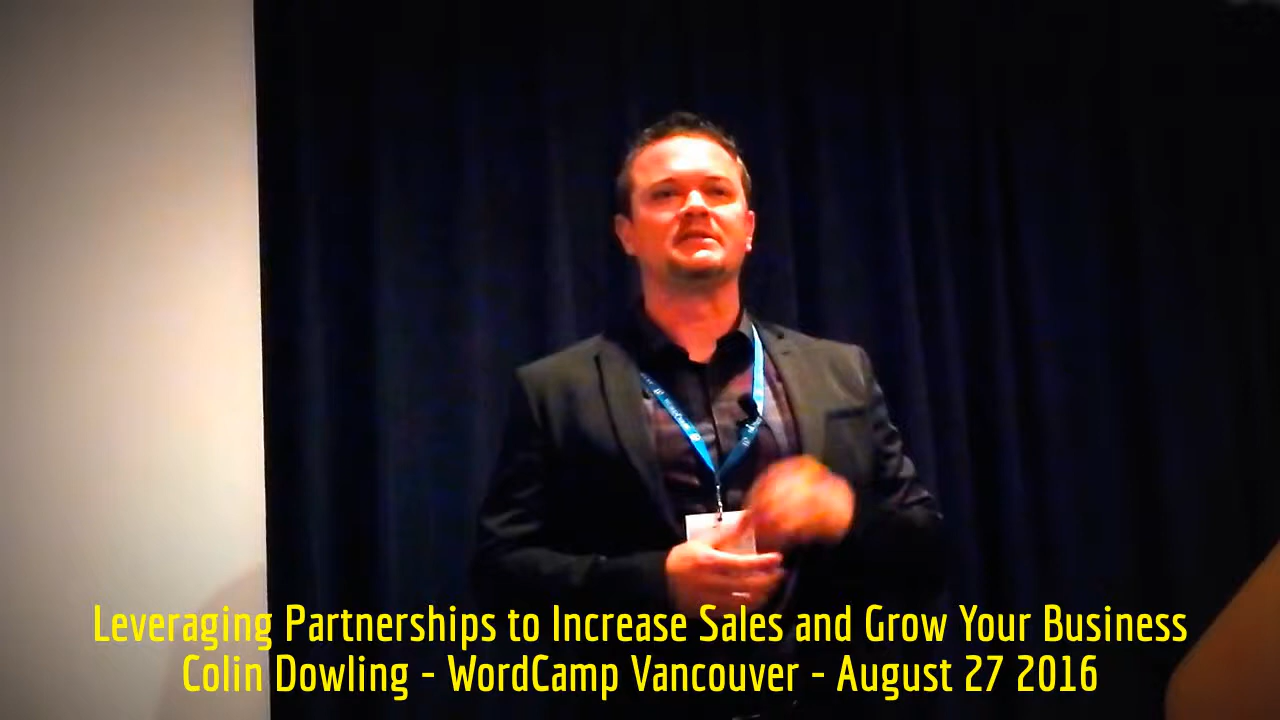 Leveraging Partnerships to Increase Sales and Grow Your Business
Colin Dowling - WordCamp Vancouver - August 27 2016